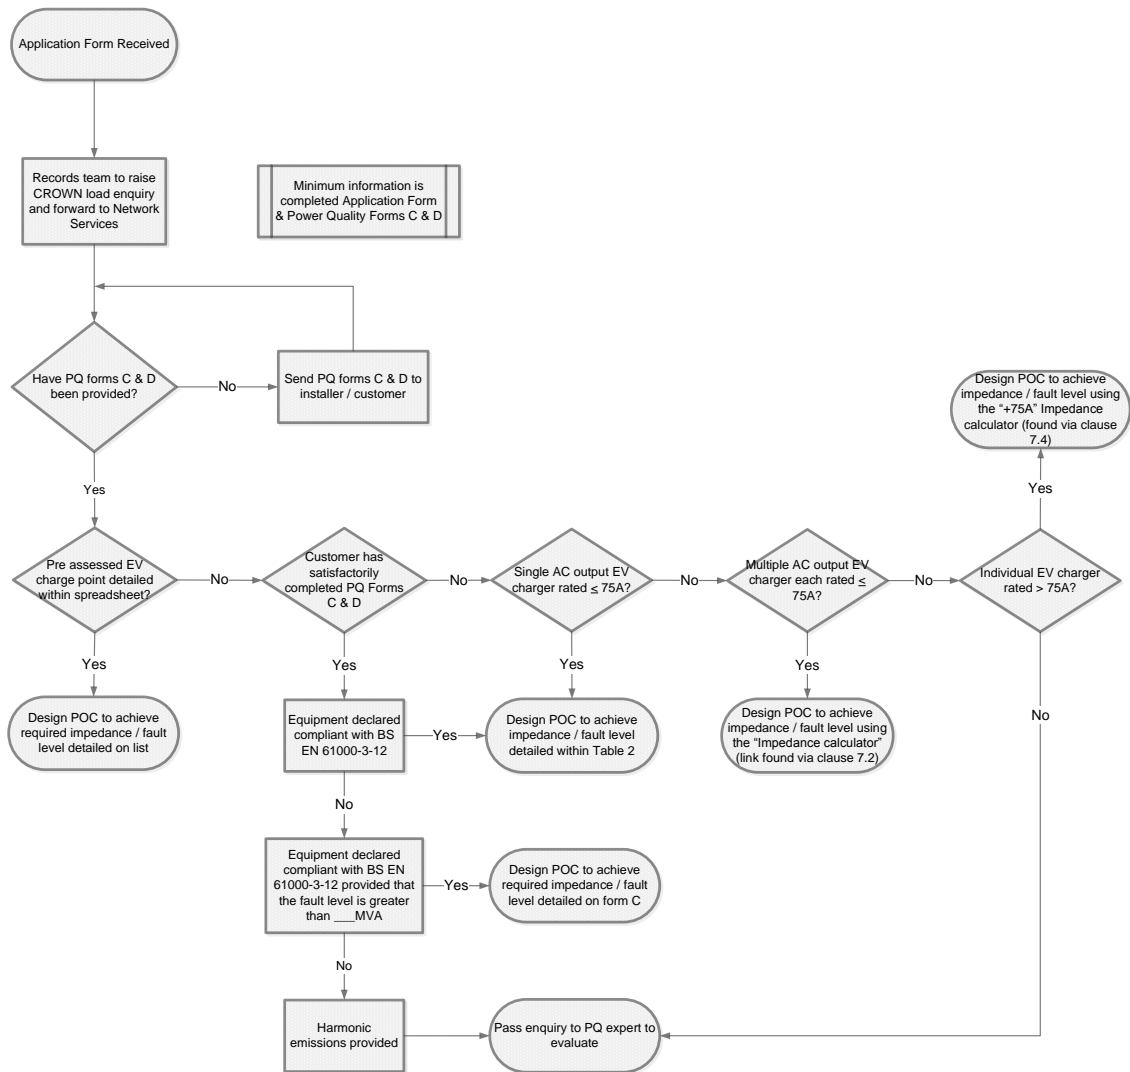 Application Form Received
Records team to raise
CROWN load enquiry
and forward to Network
Services
Minimum information is
completed Application Form
& Power Quality Forms C & D
Have PQ forms C & D
been provided?
No
Send PQ forms C & D to
installer / customer
Design POC to achieve
impedance / fault level using
the “+75A” Impedance
calculator (found via clause
7.4)
Yes
Yes
Pre assessed EV
charge point detailed
within spreadsheet?
No
Customer has
satisfactorily
completed PQ Forms
C & D
No
Single AC output EV
charger rated ≤ 75A?
No
Multiple AC output EV
charger each rated ≤
75A?
No
Individual EV charger
rated > 75A?
Yes
Yes
Yes
Yes
No
Design POC to achieve
required impedance / fault
level detailed on list
Equipment declared
compliant with BS
EN 61000-3-12
Yes
Design POC to achieve
impedance / fault level
detailed within Table 2
Design POC to achieve
impedance / fault level using
the “Impedance calculator”
(link found via clause 7.2)
No
Equipment declared
compliant with BS EN
61000-3-12 provided that
the fault level is greater
than ___MVA
Yes
Design POC to achieve
required impedance / fault
level detailed on form C
No
Harmonic
emissions provided
Pass enquiry to PQ expert to
evaluate